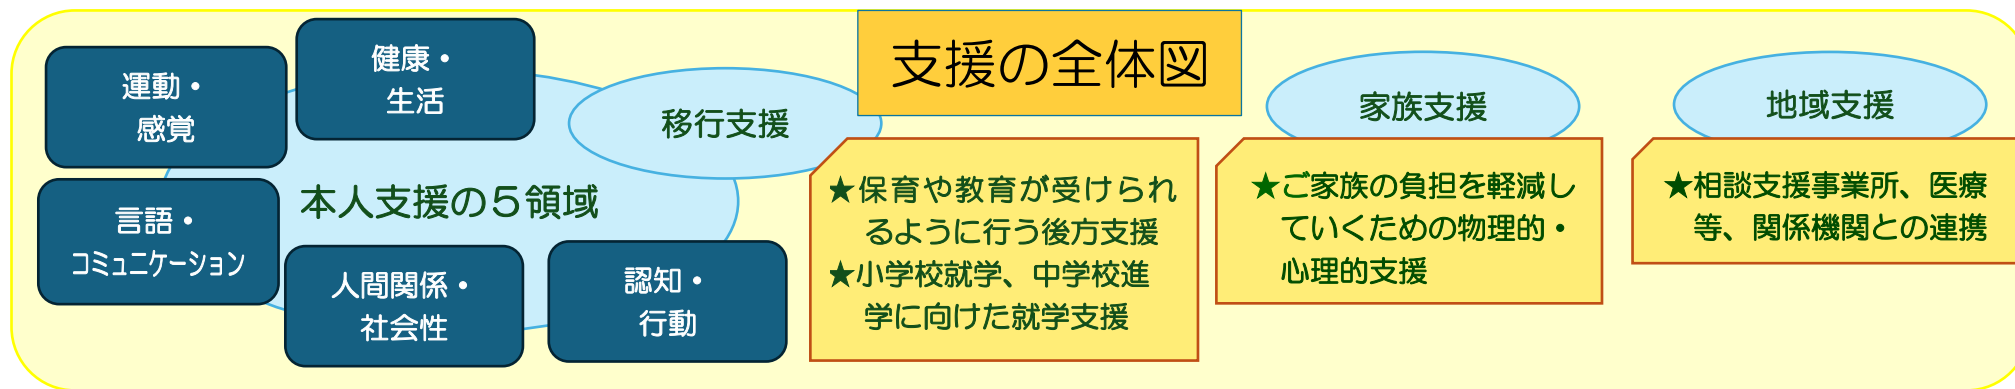 支援の全体図
運動・
感覚
健康・
生活
言語・
コミュニケーション
本人支援の５領域
人間関係・
社会性
認知・
行動
移行支援
★保育や教育が受けられ
るように行う後方支援
★小学校就学、中学校進
学に向けた就学支援
家族支援
★ご家族の負担を軽減し
ていくための物理的・
心理的支援
地域支援
★相談支援事業所、医療
等、関係機関との連携